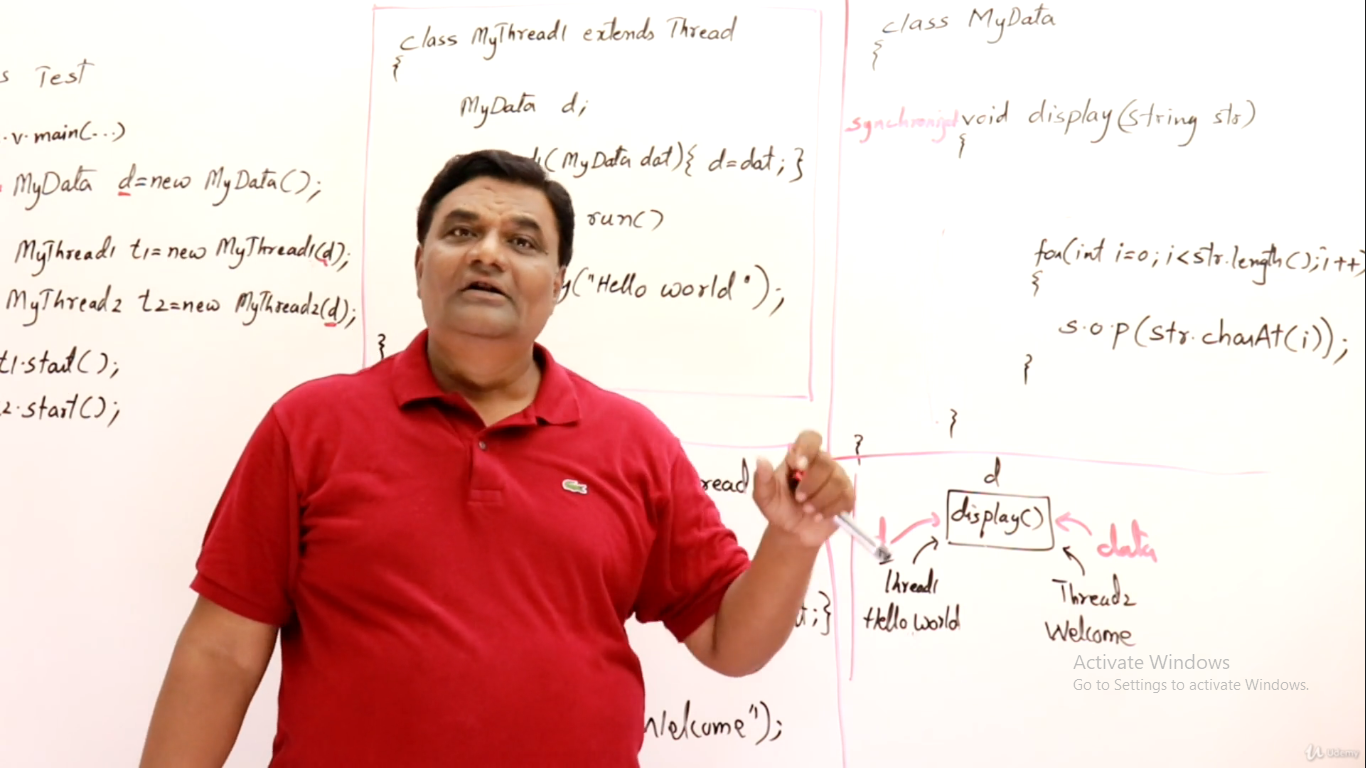 s Test
.v.main(...)
MyData d=new MyData();
MyThread1 t1=new MyThread1(d);
MyThread2 t2=new MyThread2(d);
t1.start();
2.start();
class MyThread1 extends Thread
{
MyData d;
(MyData dat){ d=dat; }
run()
y("Hello world");
}
read
t;}
Welcome");
class MyData
{
synchronized void display(String str)
{
for(int i=0; i<str.length(); i++)
{
s.o.p(str.charAt(i));
}
}
}
d
display()
data
Thread1
Hello world
Thread2
Welcome
Activate Windows
Go to Settings to activate Windows.
Udemy